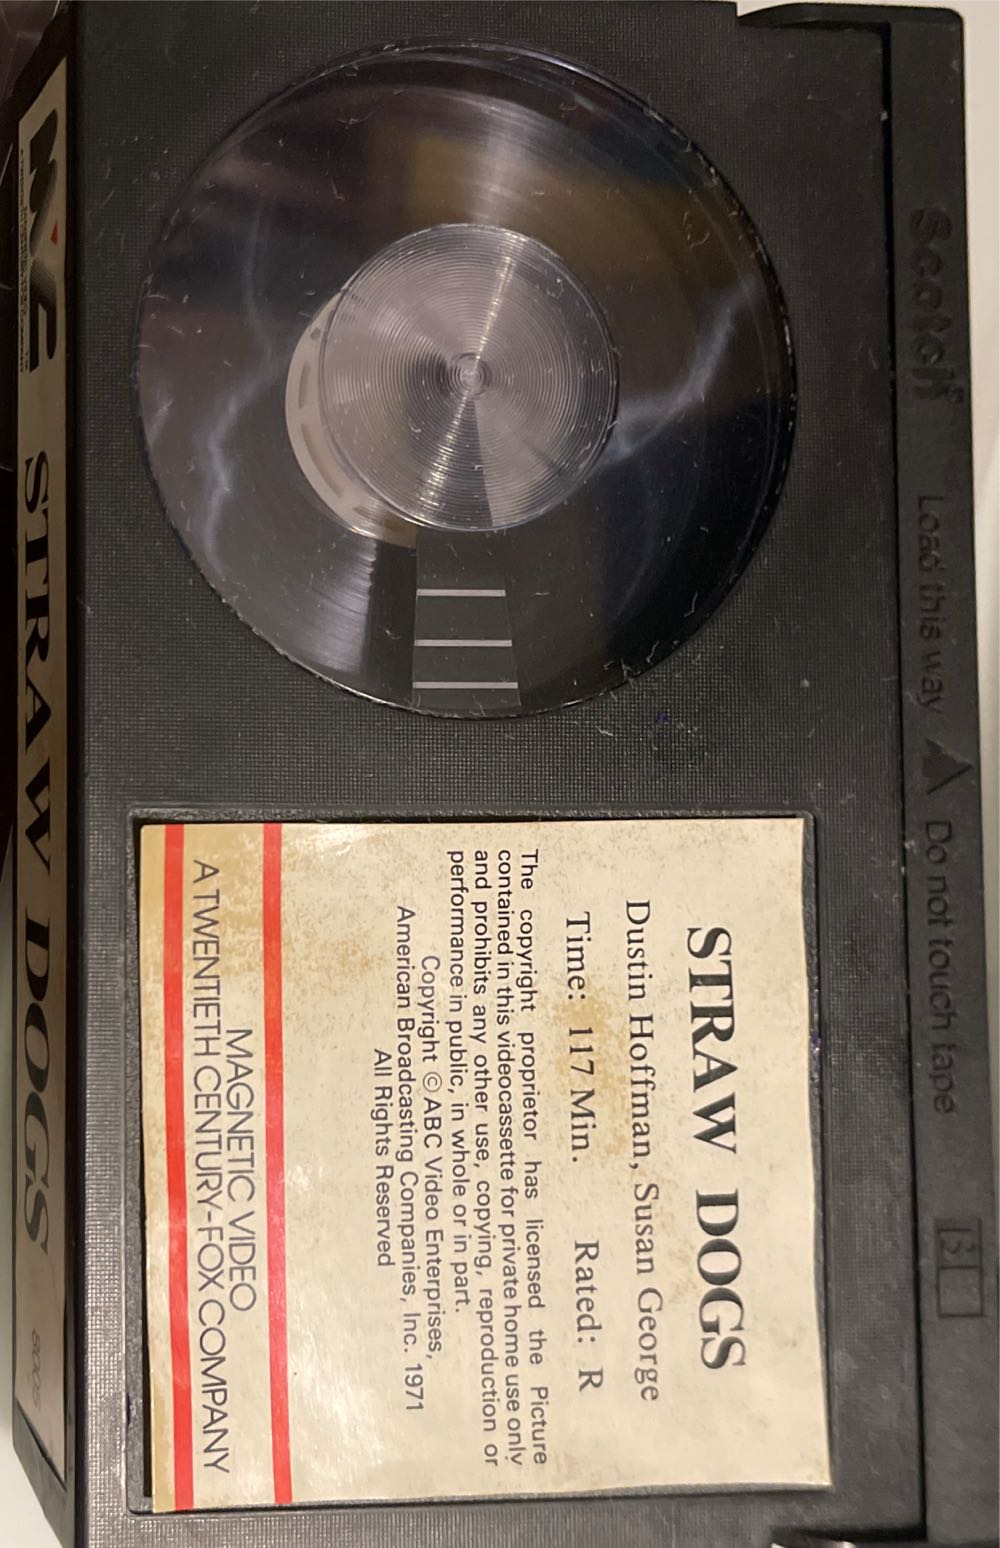 Scotch
Load this way ▲ Do not touch tape
STRAW DOGS
Dustin Hoffman, Susan George
Time: 117 Min. Rated: R
The copyright proprietor has licensed the Picture
contained in this videocassette for private home use only
and prohibits any other use, copying, reproduction or
performance in public, in whole or in part.
Copyright © ABC Video Enterprises,
American Broadcasting Companies, Inc. 1971
All Rights Reserved
MAGNETIC VIDEO
A TWENTIETH CENTURY-FOX COMPANY
STRAW DOGS 8005